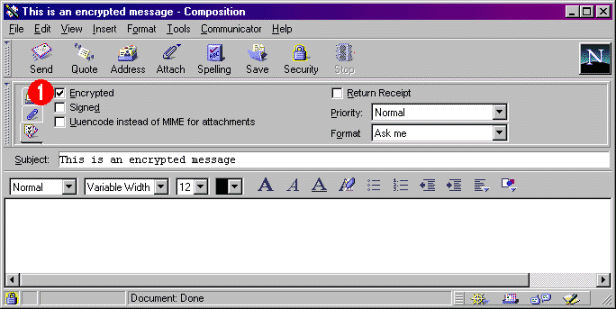 This is an encrypted message - Composition
File Edit View Insert Format Tools Communicator Help
Send Quote Address Attach Spelling Save Security Stop
N
1
Encrypted
Signed
Uuencode instead of MIME for attachments
Return Receipt
Priority: Normal
Format Ask me
Subject: This is an encrypted message
Normal Variable Width 12 A A A
Document: Done